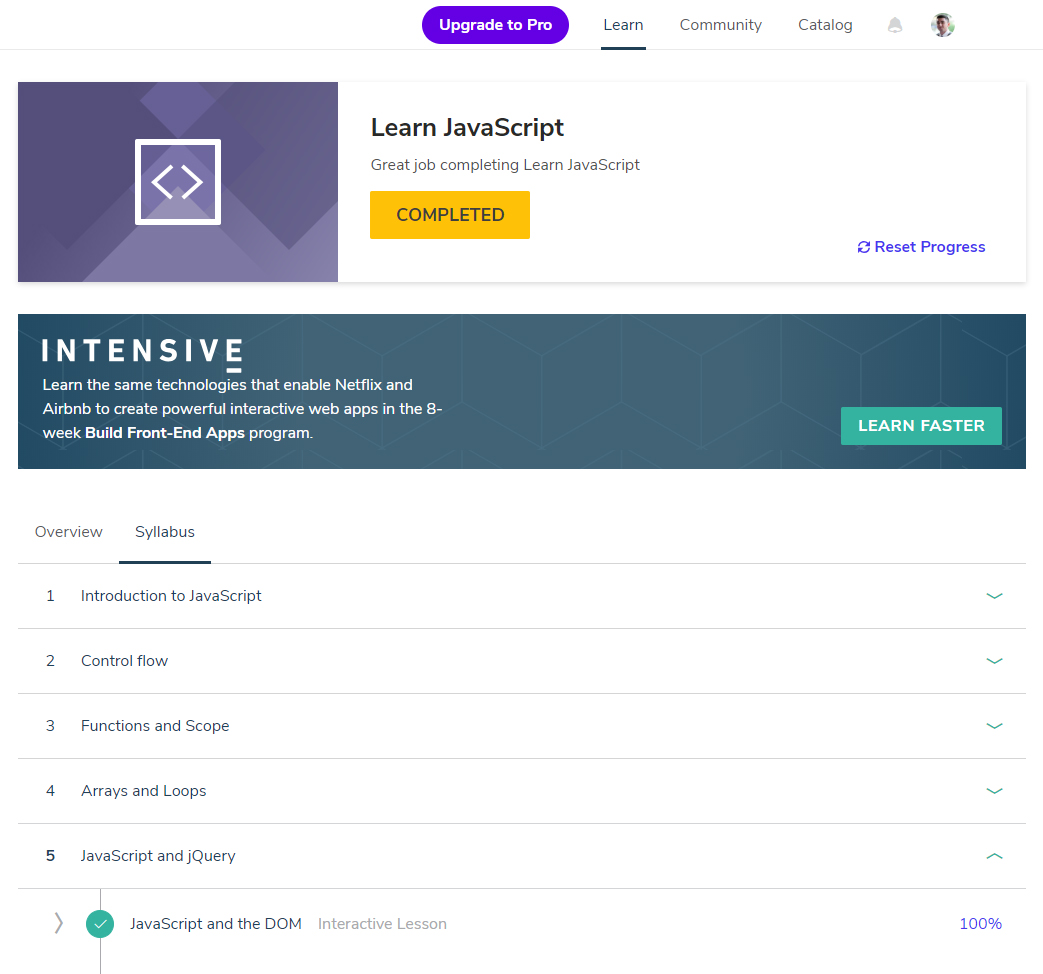 Upgrade to Pro Learn Community Catalog
Learn JavaScript
Great job completing Learn JavaScript
COMPLETED
Reset Progress
INTENSIVE
Learn the same technologies that enable Netflix and
Airbnb to create powerful interactive web apps in the 8-
week Build Front-End Apps program.
LEARN FASTER
Overview Syllabus
1 Introduction to JavaScript
2 Control flow
3 Functions and Scope
4 Arrays and Loops
5 JavaScript and jQuery
JavaScript and the DOM Interactive Lesson 100%